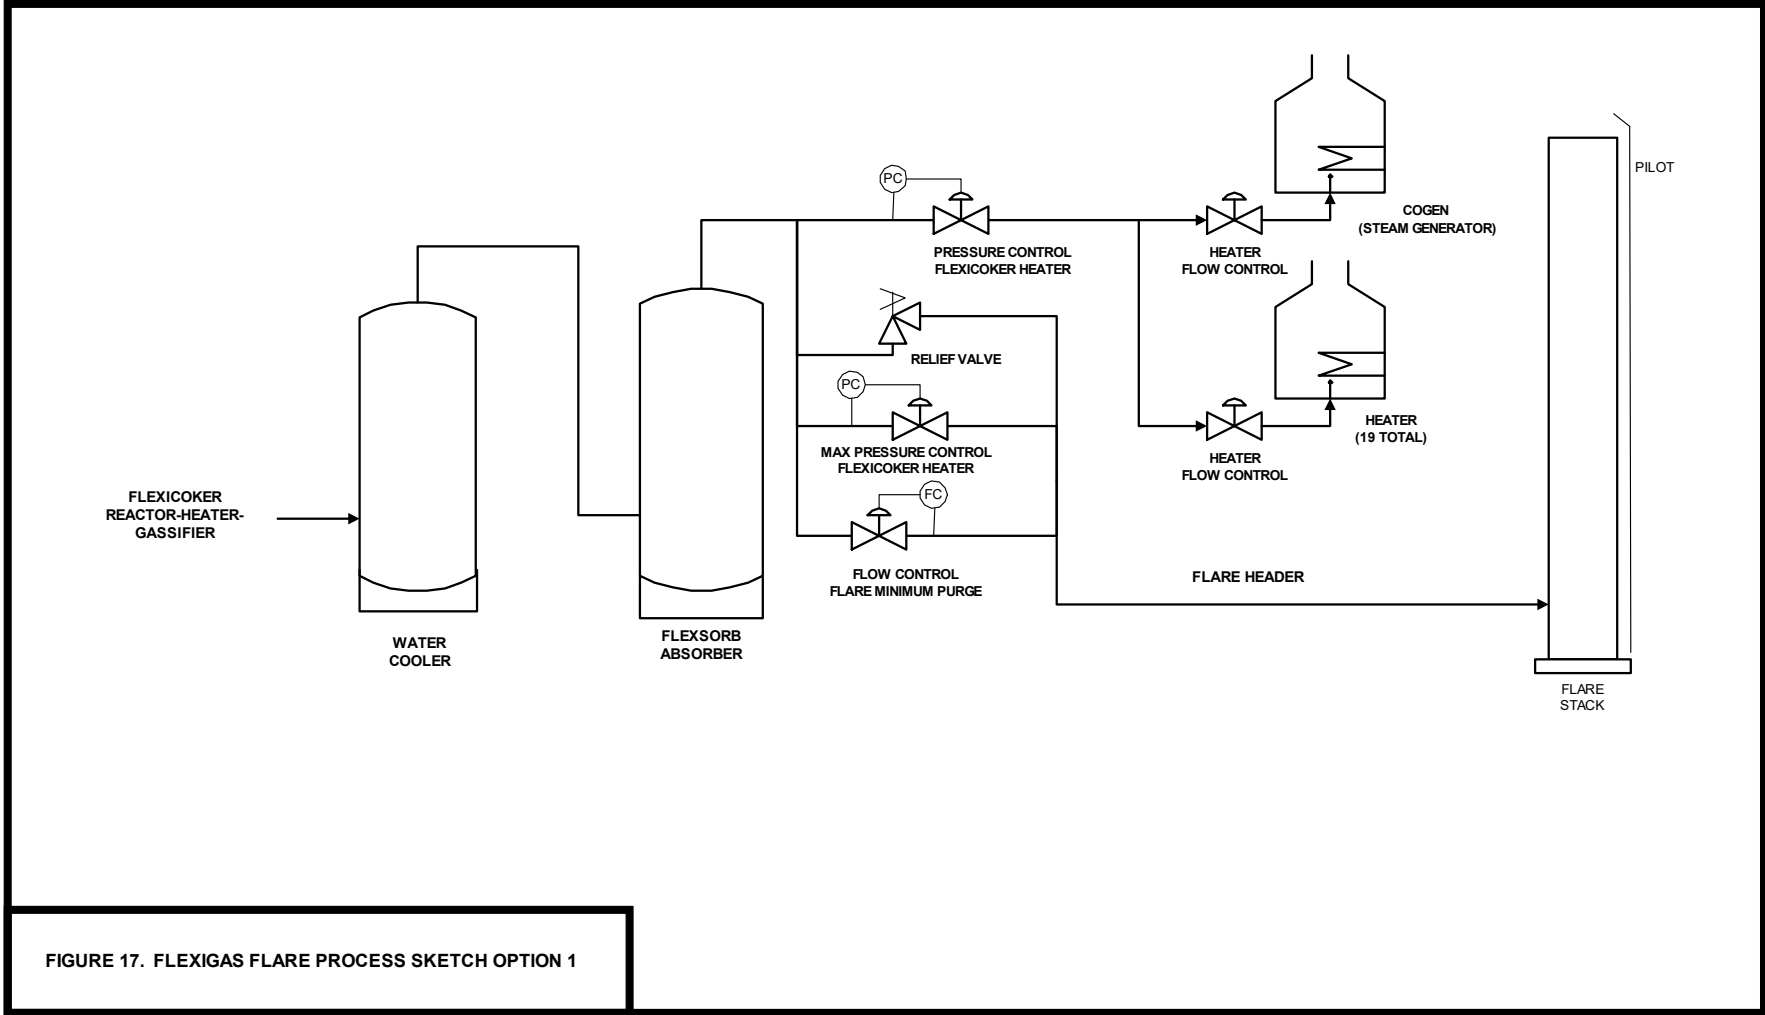 PC
PRESSURE CONTROL
FLEXICOKER HEATER
HEATER
FLOW CONTROL
COGEN
(STEAM GENERATOR)
PILOT
RELIEF VALVE
PC
MAX PRESSURE CONTROL
FLEXICOKER HEATER
HEATER
FLOW CONTROL
HEATER
(19 TOTAL)
FLEXICOKER
REACTOR-HEATER-
GASSIFIER
FC
FLOW CONTROL
FLARE MINIMUM PURGE
FLARE HEADER
WATER
COOLER
FLEXSORB
ABSORBER
FLARE
STACK
FIGURE 17. FLEXIGAS FLARE PROCESS SKETCH OPTION 1